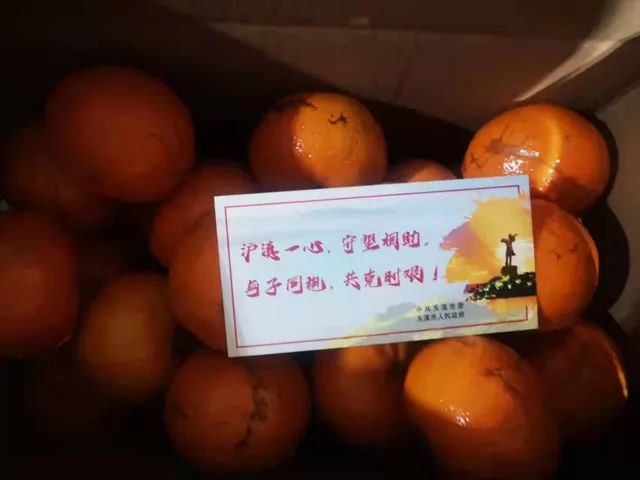 沪滇一心，守望相助。
与子同袍，共克时艰！
中共玉溪市委
玉溪市人民政府